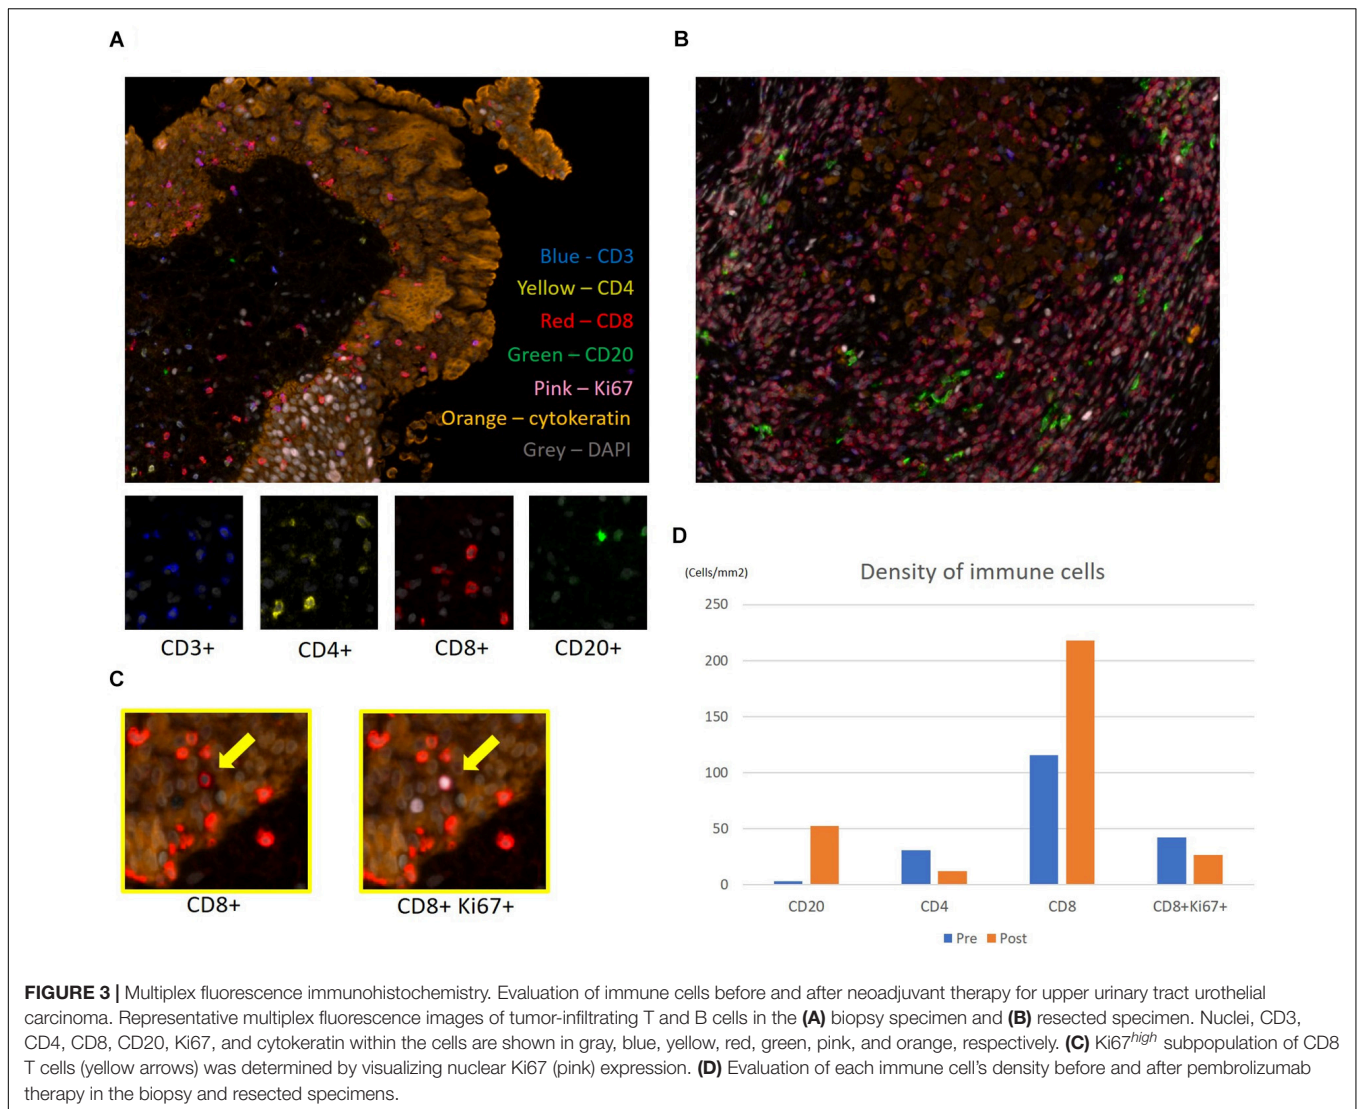 A
B
Blue - CD3
Yellow – CD4
Red – CD8
Green – CD20
Pink – Ki67
Orange – cytokeratin
Grey – DAPI
CD3+
CD4+
CD8+
CD20+
C
CD8+
CD8+ Ki67+
D
(Cells/mm2)
Density of immune cells
250
200
150
100
50
0
CD20
CD4
CD8
CD8+Ki67+
Pre
Post
FIGURE 3 | Multiplex fluorescence immunohistochemistry. Evaluation of immune cells before and after neoadjuvant therapy for upper urinary tract urothelial
carcinoma. Representative multiplex fluorescence images of tumor-infiltrating T and B cells in the (A) biopsy specimen and (B) resected specimen. Nuclei, CD3,
CD4, CD8, CD20, Ki67, and cytokeratin within the cells are shown in gray, blue, yellow, red, green, pink, and orange, respectively. (C) Ki67high subpopulation of CD8
T cells (yellow arrows) was determined by visualizing nuclear Ki67 (pink) expression. (D) Evaluation of each immune cell's density before and after pembrolizumab
therapy in the biopsy and resected specimens.